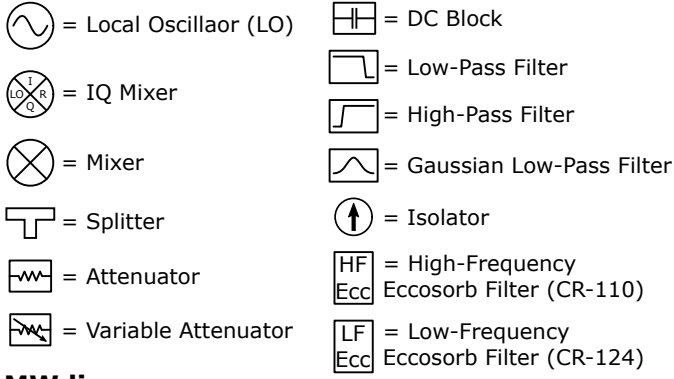 = Local Oscillaor (LO)
I
LO R
Q
= IQ Mixer
= Mixer
= Splitter
= Attenuator
= Variable Attenuator
= DC Block
= Low-Pass Filter
= High-Pass Filter
= Gaussian Low-Pass Filter
= Isolator
HF = High-Frequency
Ecc Eccosorb Filter (CR-110)
LF = Low-Frequency
Ecc Eccosorb Filter (CR-124)